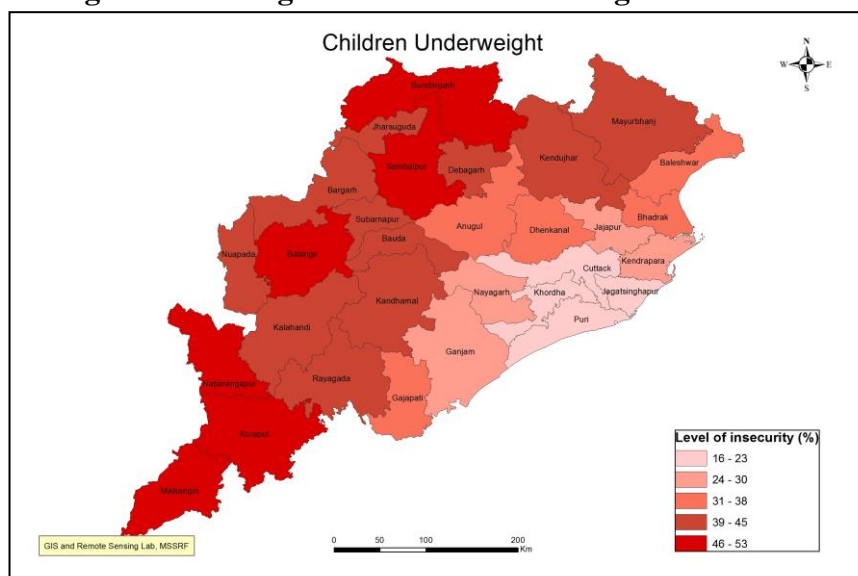 Children Underweight
N
W
E
S
Sundargarh
Jharsuguda
Mayurbhanj
Sambalpur
Debagarh
Kendujhar
Baleshwar
Bargarh
Subarnapur
Anugul
Dhenkanal
Jajapur
Bhadrak
Nuapada
Balangir
Bauda
Cuttack
Kendrapara
Kandhamal
Nayagarh
Khordha
Jagatsinghapur
Kalahandi
Puri
Ganjam
Nabarangapur
Rayagada
Gajapati
Koraput
Malkangiri
Level of insecurity (%)
16 - 23
24 - 30
31 - 38
39 - 45
46 - 53
GIS and Remote Sensing Lab, MSSRF
0 50 100 200
Km